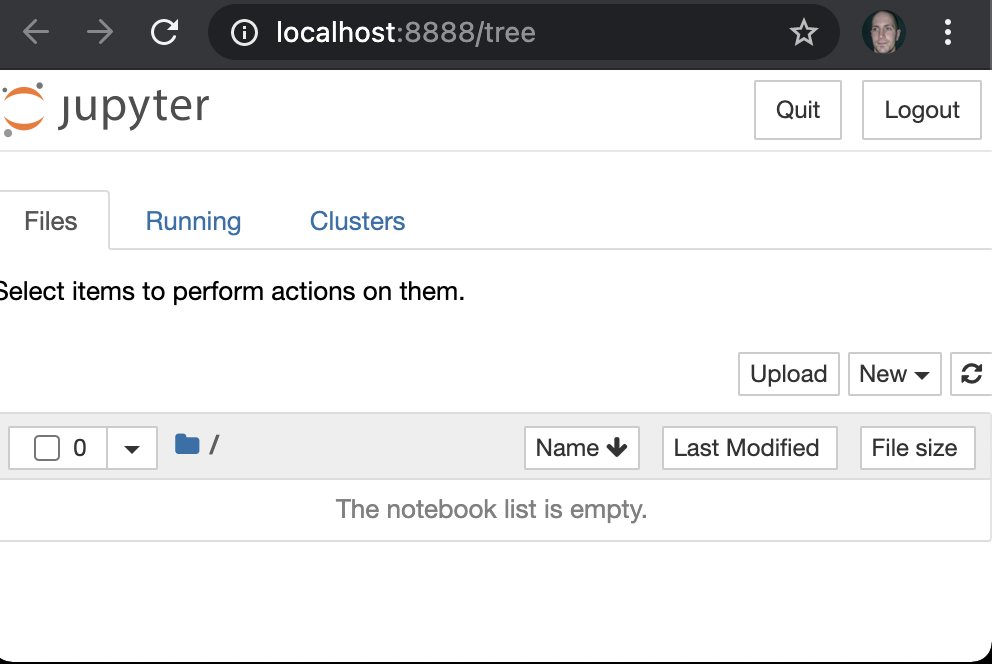 localhost:8888/tree
jupyter
Quit
Logout
Files
Running
Clusters
Select items to perform actions on them.
Upload
New
0
/
Name
Last Modified
File size
The notebook list is empty.